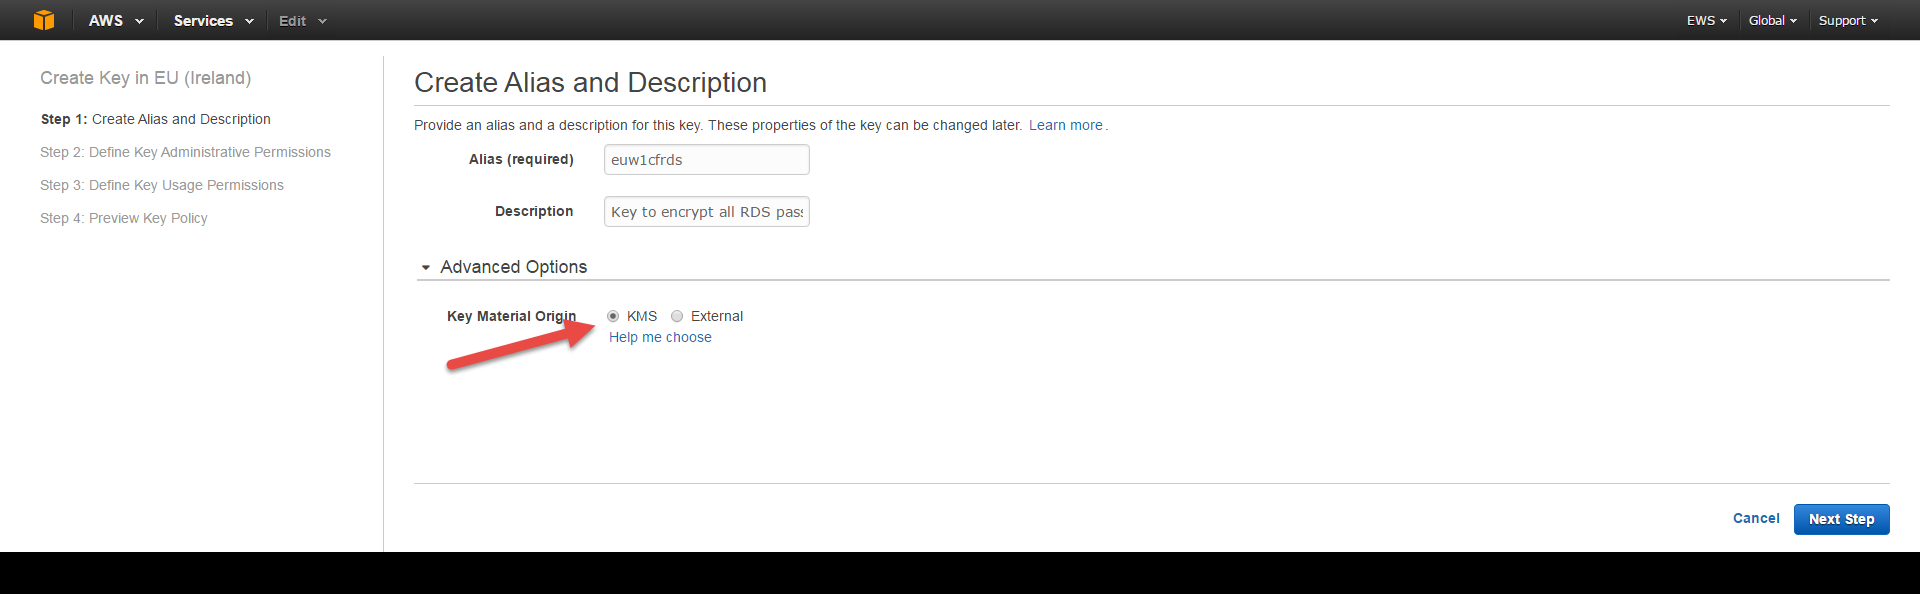 AWS Services Edit EWS Global Support
Create Key in EU (Ireland)
Step 1: Create Alias and Description
Step 2: Define Key Administrative Permissions
Step 3: Define Key Usage Permissions
Step 4: Preview Key Policy
Create Alias and Description
Provide an alias and a description for this key. These properties of the key can be changed later. Learn more.
Alias (required) euw1cfrds
Description Key to encrypt all RDS pass
Advanced Options
Key Material Origin KMS External
Help me choose
Cancel Next Step